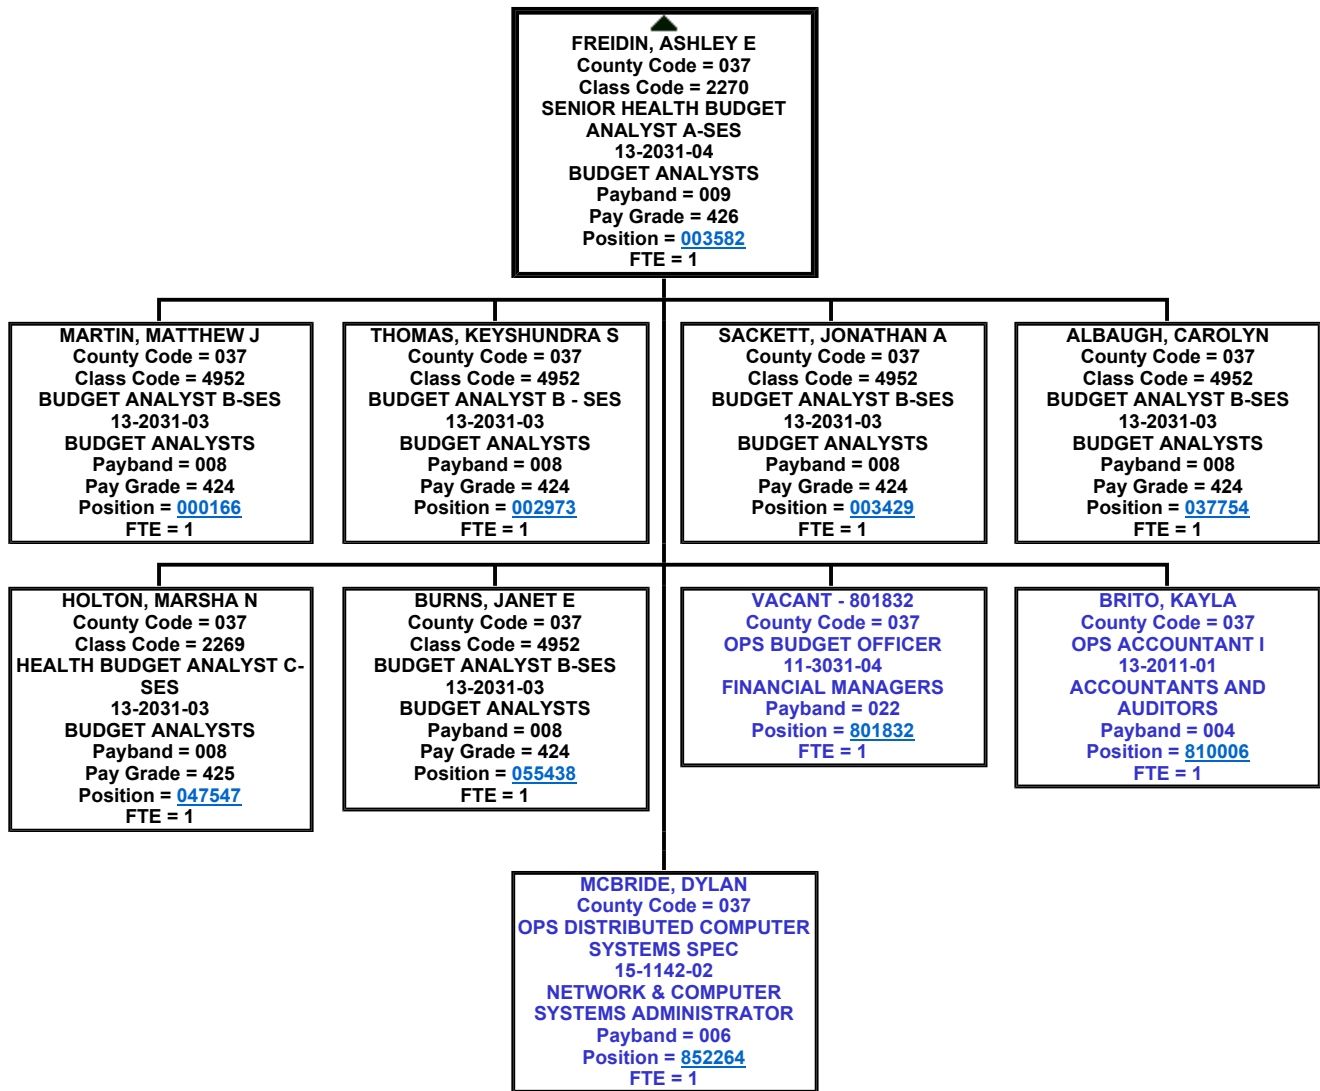 FREIDIN, ASHLEY E
County Code = 037
Class Code = 2270
SENIOR HEALTH BUDGET
ANALYST A-SES
13-2031-04
BUDGET ANALYSTS
Payband = 009
Pay Grade = 426
Position = 003582
FTE = 1
MARTIN, MATTHEW J
County Code = 037
Class Code = 4952
BUDGET ANALYST B-SES
13-2031-03
BUDGET ANALYSTS
Payband = 008
Pay Grade = 424
Position = 000166
FTE = 1
THOMAS, KEYSHUNDRA S
County Code = 037
Class Code = 4952
BUDGET ANALYST B - SES
13-2031-03
BUDGET ANALYSTS
Payband = 008
Pay Grade = 424
Position = 002973
FTE = 1
SACKETT, JONATHAN A
County Code = 037
Class Code = 4952
BUDGET ANALYST B-SES
13-2031-03
BUDGET ANALYSTS
Payband = 008
Pay Grade = 424
Position = 003429
FTE = 1
ALBAUGH, CAROLYN
County Code = 037
Class Code = 4952
BUDGET ANALYST B-SES
13-2031-03
BUDGET ANALYSTS
Payband = 008
Pay Grade = 424
Position = 037754
FTE = 1
HOLTON, MARSHA N
County Code = 037
Class Code = 2269
HEALTH BUDGET ANALYST C-
SES
13-2031-03
BUDGET ANALYSTS
Payband = 008
Pay Grade = 425
Position = 047547
FTE = 1
BURNS, JANET E
County Code = 037
Class Code = 4952
BUDGET ANALYST B-SES
13-2031-03
BUDGET ANALYSTS
Payband = 008
Pay Grade = 424
Position = 055438
FTE = 1
VACANT - 801832
County Code = 037
OPS BUDGET OFFICER
11-3031-04
FINANCIAL MANAGERS
Payband = 022
Position = 801832
FTE = 1
BRITO, KAYLA
County Code = 037
OPS ACCOUNTANT I
13-2011-01
ACCOUNTANTS AND
AUDITORS
Payband = 004
Position = 810006
FTE = 1
MCBRIDE, DYLAN
County Code = 037
OPS DISTRIBUTED COMPUTER
SYSTEMS SPEC
15-1142-02
NETWORK & COMPUTER
SYSTEMS ADMINISTRATOR
Payband = 006
Position = 852264
FTE = 1